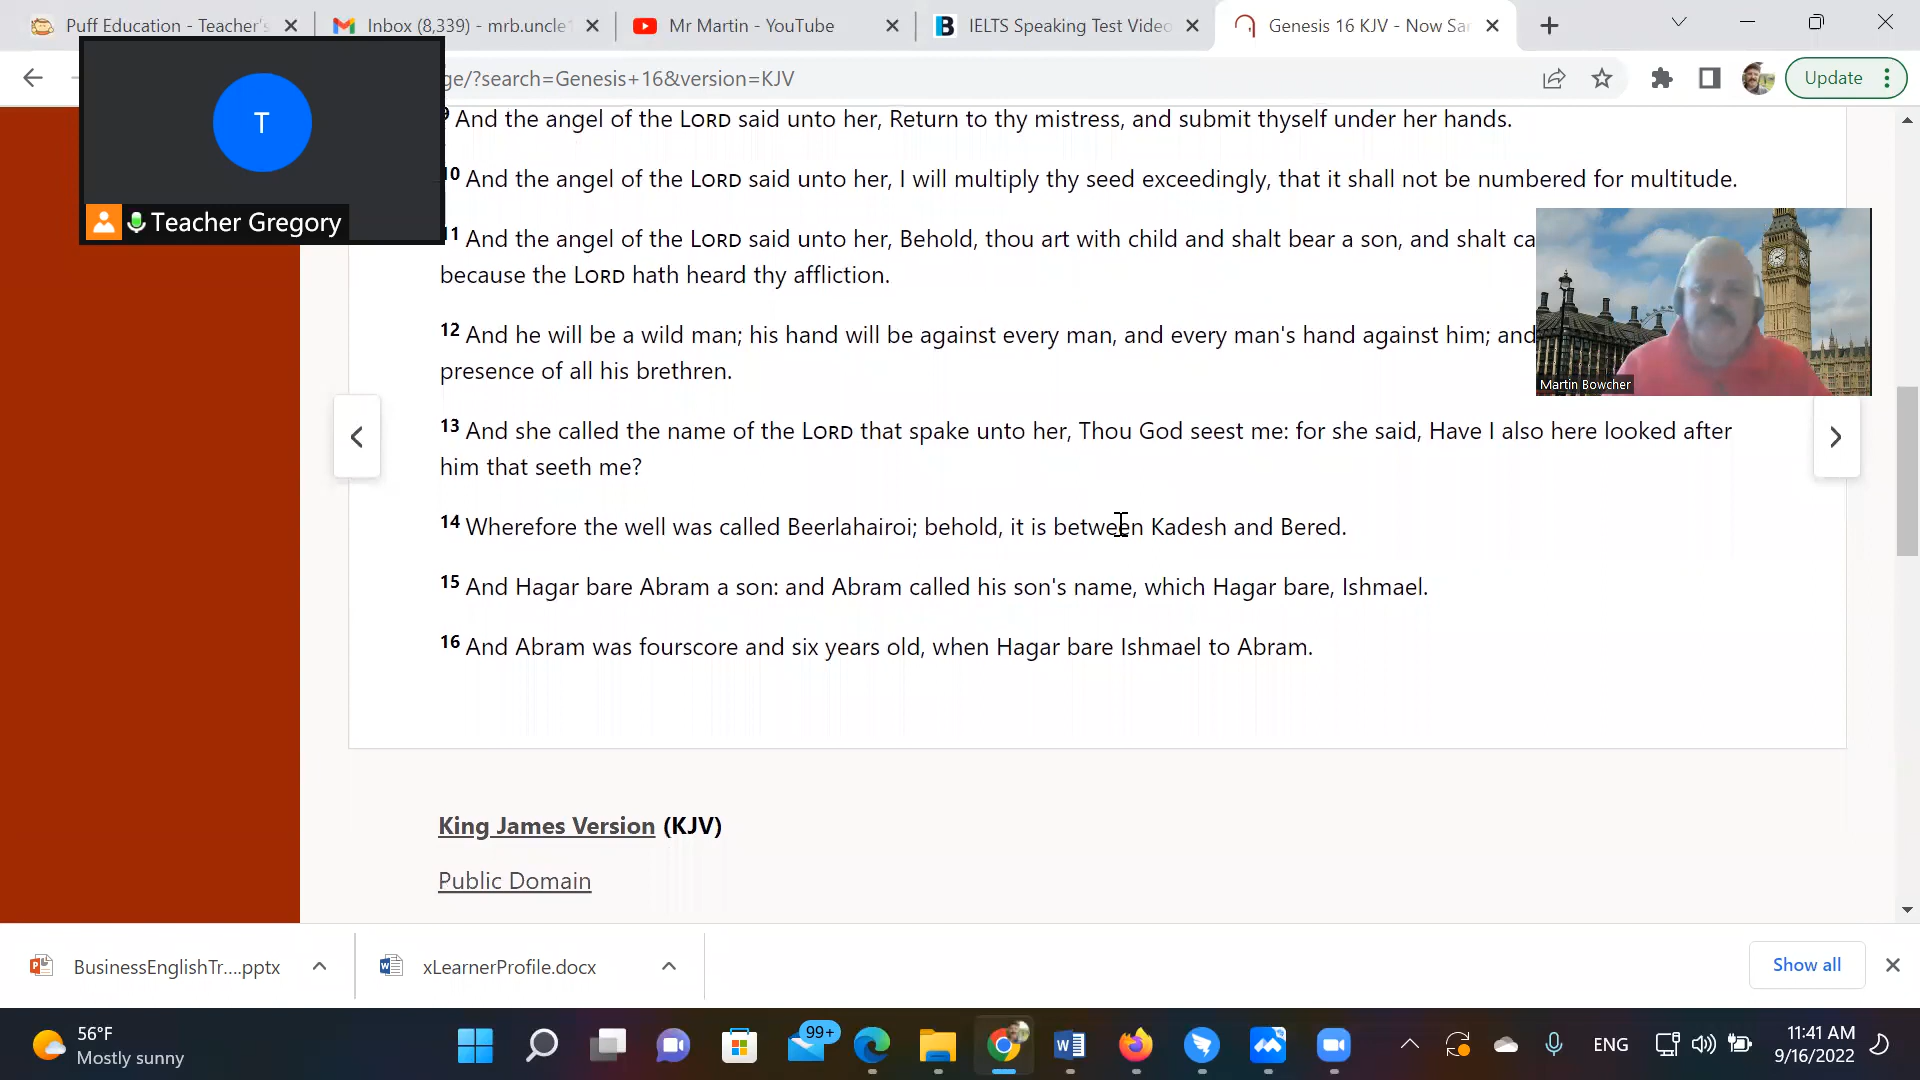 Puff Education - Teacher's
Inbox (8,339) - mrb.uncle
Mr Martin - YouTube
IELTS Speaking Test Video
Genesis 16 KJV - Now San
ge/?search=Genesis+16&version=KJV
Update
T
Teacher Gregory
9 And the angel of the LORD said unto her, Return to thy mistress, and submit thyself under her hands.
10 And the angel of the LORD said unto her, I will multiply thy seed exceedingly, that it shall not be numbered for multitude.
11 And the angel of the LORD said unto her, Behold, thou art with child and shalt bear a son, and shalt ca
because the LORD hath heard thy affliction.
12 And he will be a wild man; his hand will be against every man, and every man's hand against him; and
presence of all his brethren.
Martin Bowcher
13 And she called the name of the LORD that spake unto her, Thou God seest me: for she said, Have I also here looked after
him that seeth me?
14 Wherefore the well was called Beerlahairoi; behold, it is between Kadesh and Bered.
15 And Hagar bare Abram a son: and Abram called his son's name, which Hagar bare, Ishmael.
16 And Abram was fourscore and six years old, when Hagar bare Ishmael to Abram.
King James Version (KJV)
Public Domain
BusinessEnglishTr....pptx
xLearnerProfile.docx
Show all
56°F
Mostly sunny
99+
ENG
11:41 AM
9/16/2022